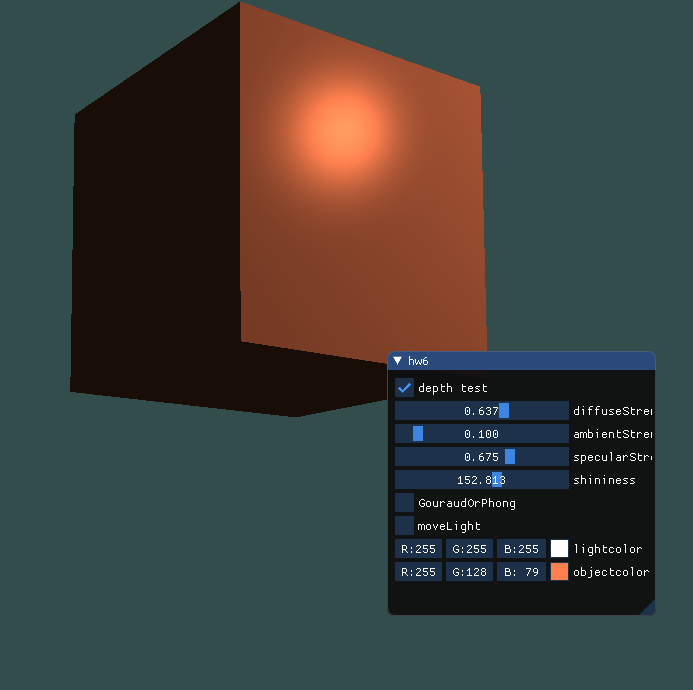 hw6
depth test
0.637 diffuseStre
0.100 ambientStre
0.675 specularStr
152.813 shininess
GouraudOrPhong
moveLight
R:255 G:255 B:255 lightcolor
R:255 G:128 B: 79 objectcolor